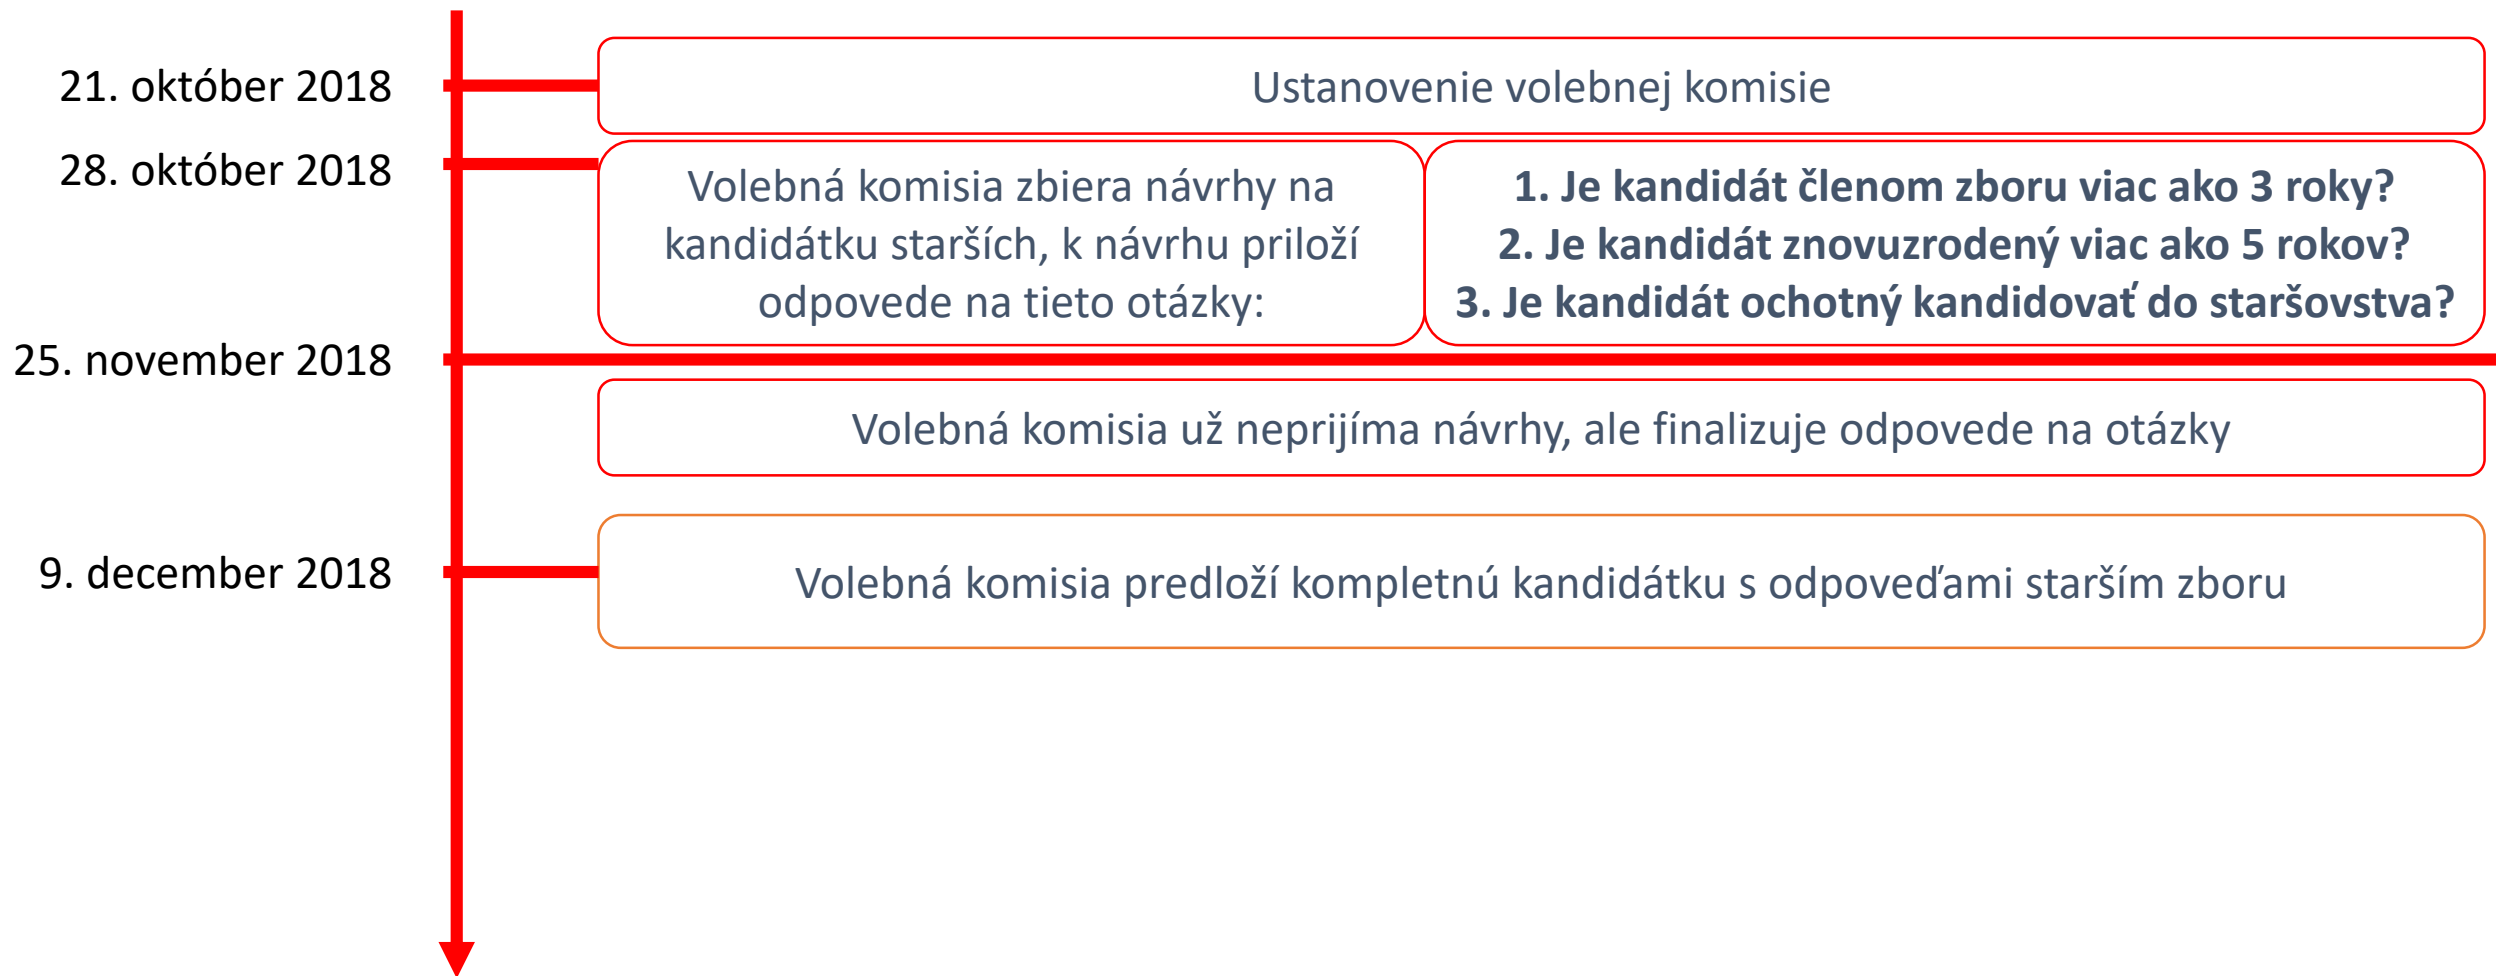 21. október 2018
Ustanovenie volebnej komisie
28. október 2018
Volebná komisia zbiera návrhy na
kandidátku starších, k návrhu priloží
odpovede na tieto otázky:
1. Je kandidát členom zboru viac ako 3 roky?
2. Je kandidát znovuzrodený viac ako 5 rokov?
3. Je kandidát ochotný kandidovať do staršovstva?
25. november 2018
Volebná komisia už neprijíma návrhy, ale finalizuje odpovede na otázky
9. december 2018
Volebná komisia predloží kompletnú kandidátku s odpoveďami starším zboru